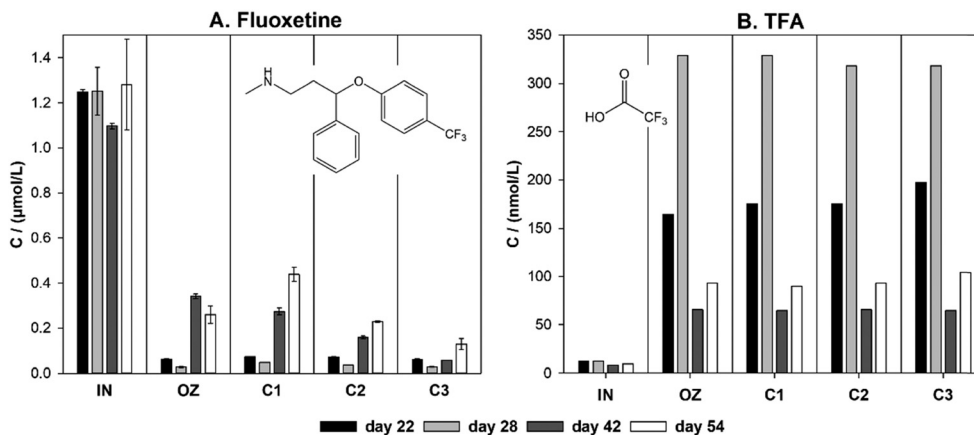 A. Fluoxetine
B. TFA
C / (µmol/L)
1.4
1.2
1.0
0.8
0.6
0.4
0.2
0.0
H
N
O
CF3
IN OZ C1 C2 C3
C / (nmol/L)
350
300
250
200
150
100
50
0
O
HO
CF3
IN OZ C1 C2 C3
day 22 day 28 day 42 day 54